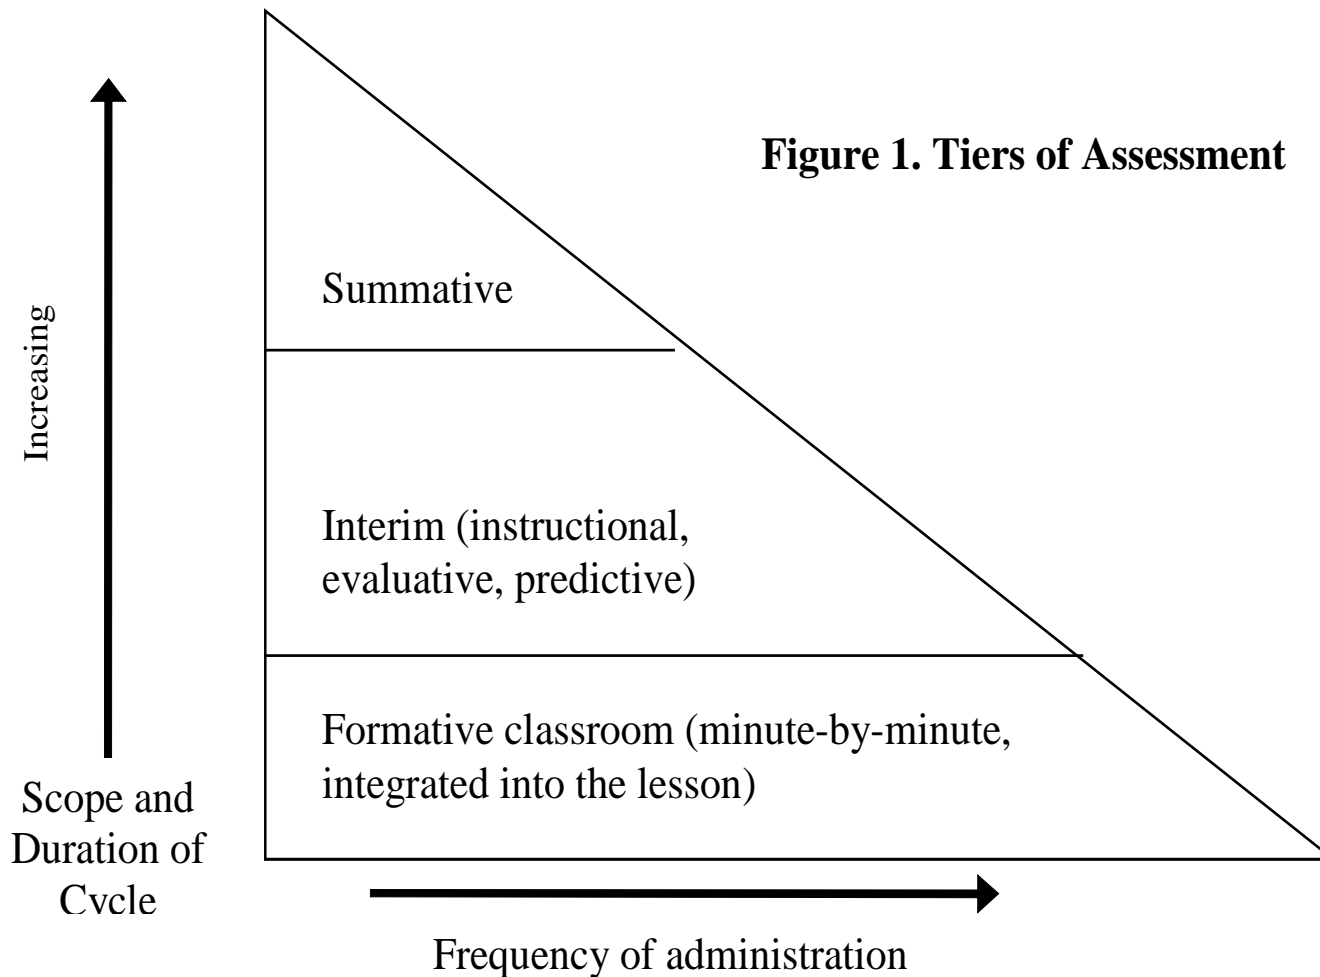 Figure 1. Tiers of Assessment
Increasing
Summative
Interim (instructional,
evaluative, predictive)
Formative classroom (minute-by-minute,
integrated into the lesson)
Scope and
Duration of
Cycle
Frequency of administration